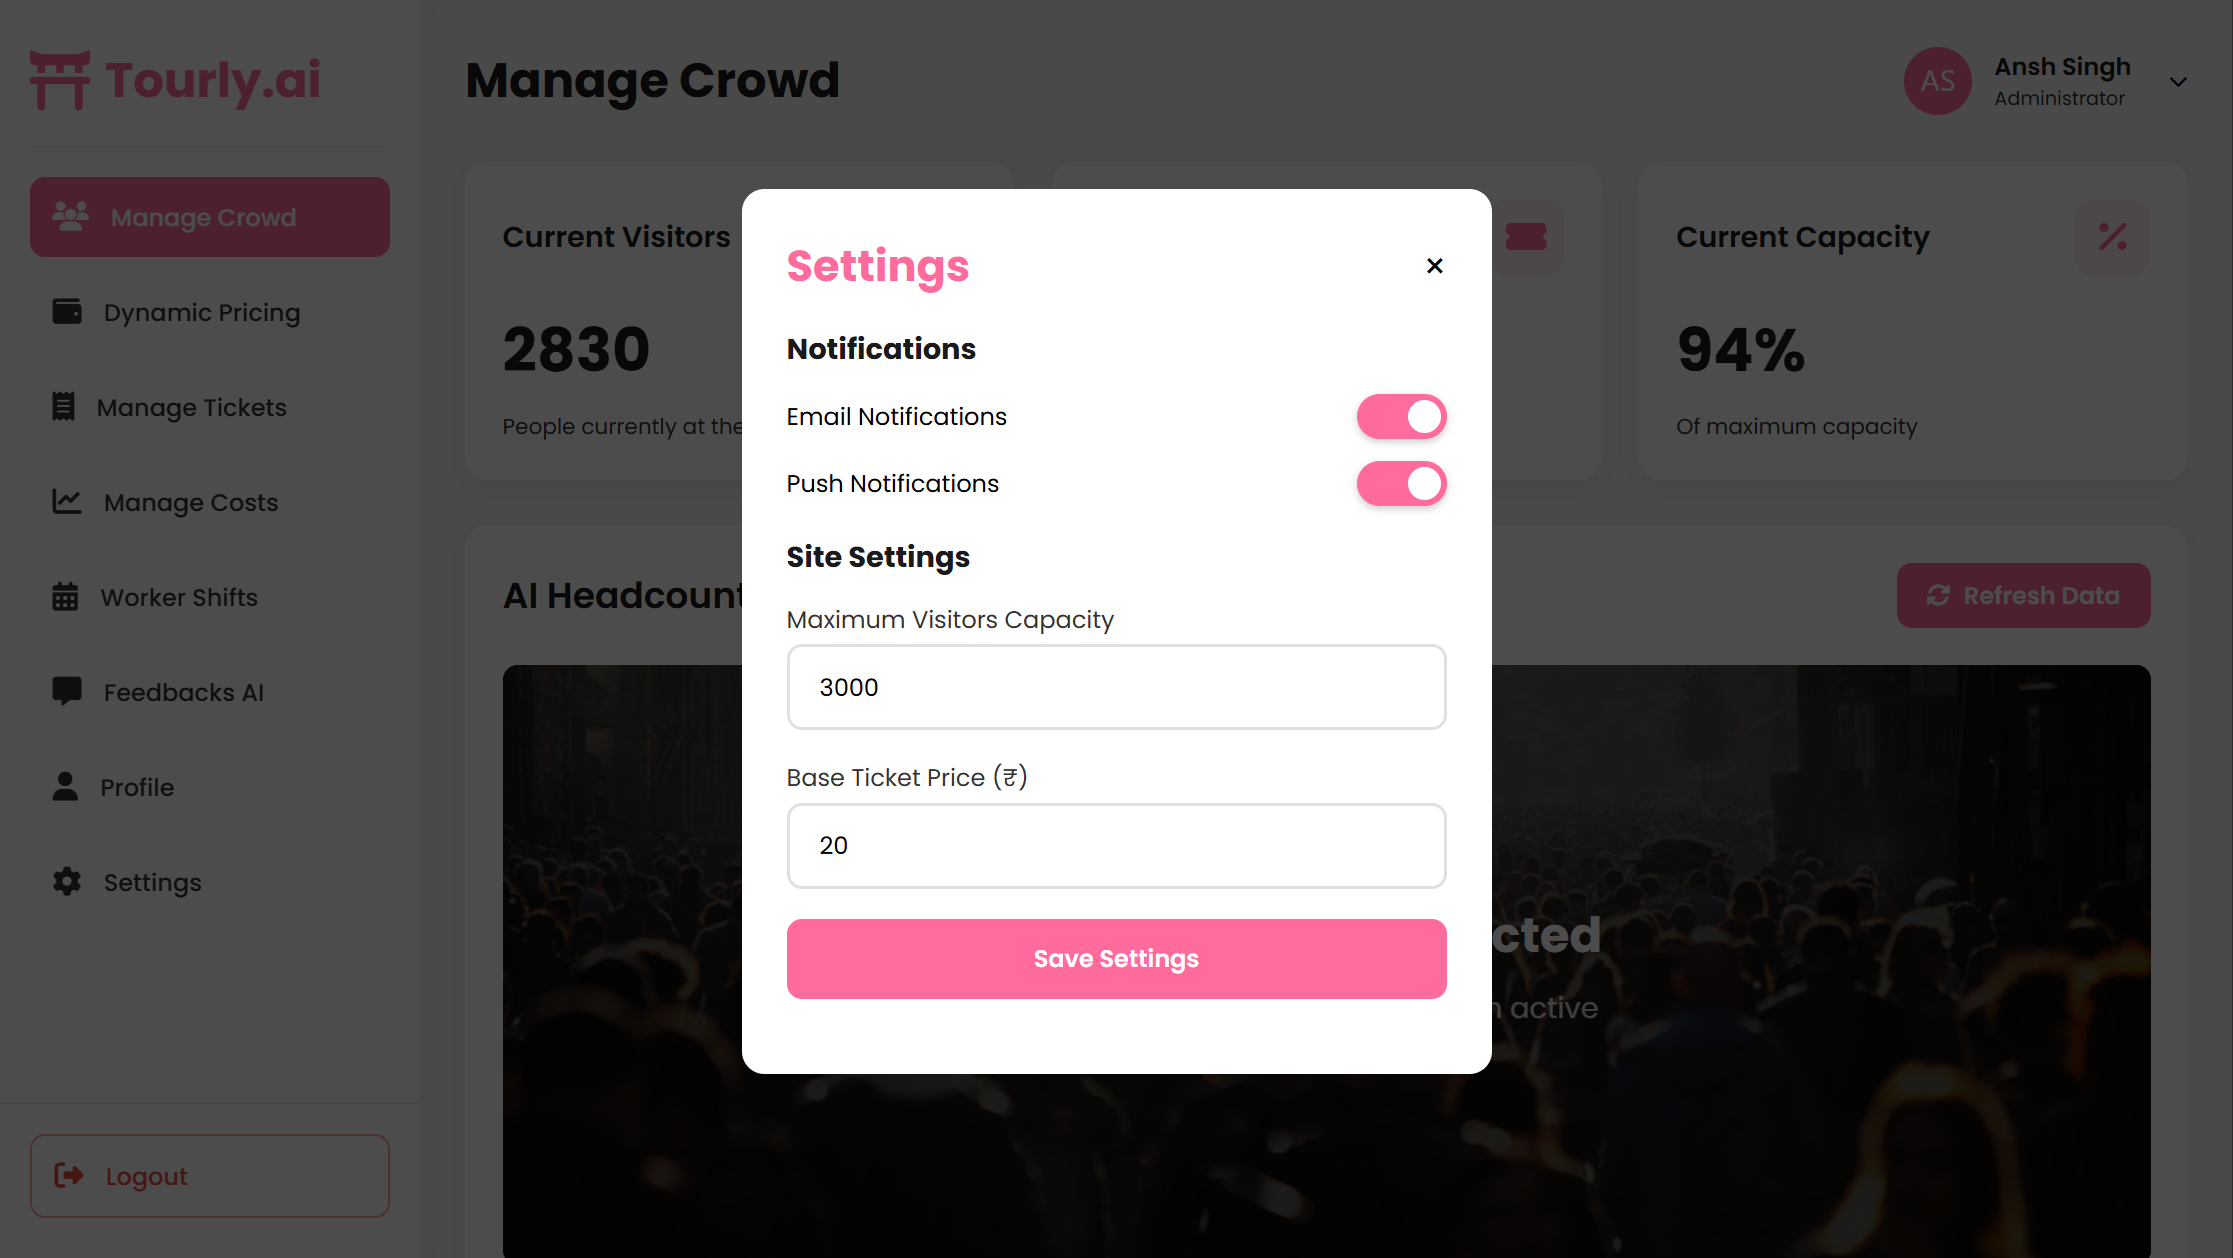 Tourly.ai
Manage Crowd
Dynamic Pricing
Manage Tickets
Manage Costs
Worker Shifts
Feedbacks AI
Profile
Settings
Logout
Manage Crowd
AS
Ansh Singh
Administrator
Current Visitors
2830
People currently at the
Current Capacity
94%
Of maximum capacity
AI Headcount
Refresh Data
cted
n active
Settings
×
Notifications
Email Notifications
Push Notifications
Site Settings
Maximum Visitors Capacity
3000
Base Ticket Price (₹)
20
Save Settings